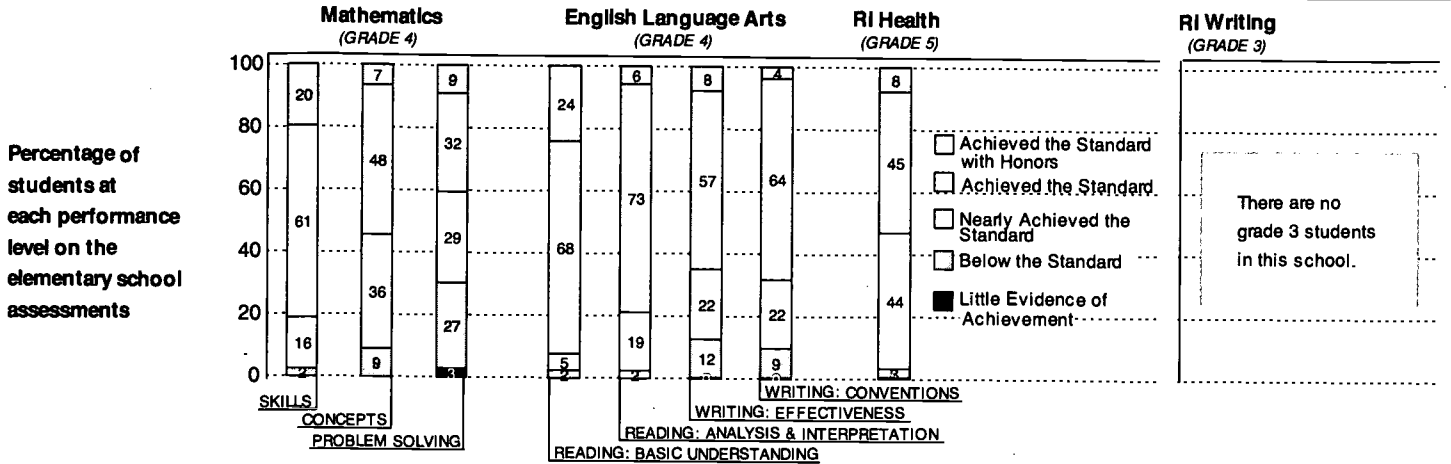 Mathematics
(GRADE 4)
English Language Arts
(GRADE 4)
RI Health
(GRADE 5)
RI Writing
(GRADE 3)
Percentage of
students at
each performance
level on the
elementary school
assessments
100
80
60
40
20
0
20
61
16
2
7
48
36
9
9
32
29
27
3
24
68
5
2
6
73
19
2
8
57
22
12
4
64
22
9
8
45
44
3
Achieved the Standard
with Honors
Achieved the Standard
Nearly Achieved the
Standard
Below the Standard
Little Evidence of
Achievement
There are no
grade 3 students
in this school.
SKILLS
CONCEPTS
PROBLEM SOLVING
WRITING: CONVENTIONS
WRITING: EFFECTIVENESS
READING: ANALYSIS & INTERPRETATION
READING: BASIC UNDERSTANDING